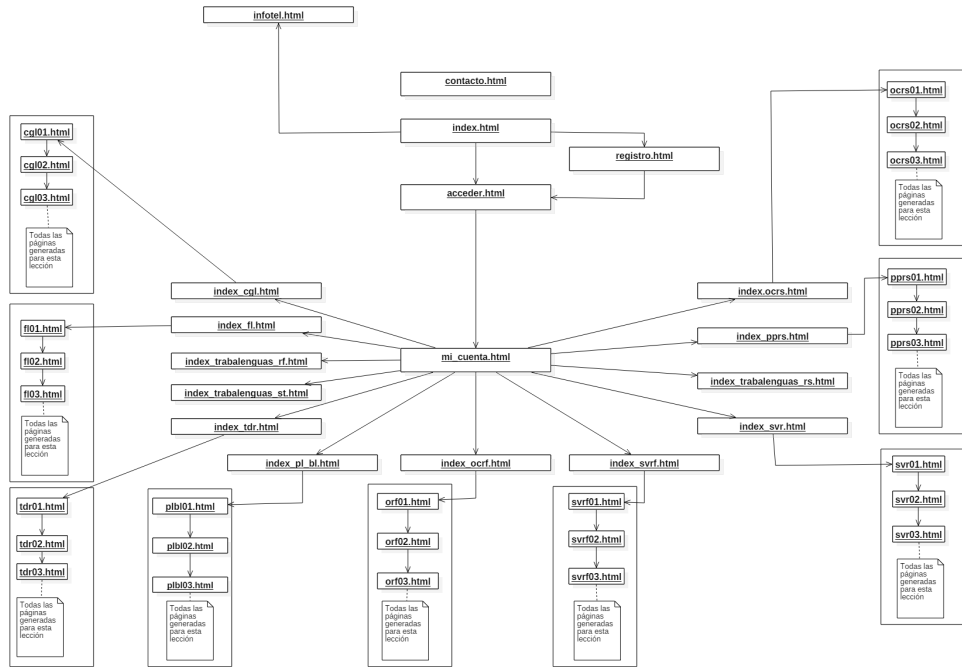 infotel.html
contacto.html
index.html
registro.html
acceder.html
cgl01.html
cgl02.html
cgl03.html
Todas las
páginas
generadas
para esta
lección
ocrs01.html
ocrs02.html
ocrs03.html
Todas las
páginas
generadas
para esta
lección
index_cgl.html
index.ocrs.html
index_fl.html
index_pprs.html
mi_cuenta.html
index_trabalenguas_rf.html
index_trabalenguas_rs.html
index_trabalenguas_st.html
index_tdr.html
index_svr.html
index_pl_bl.html
index_ocrf.html
index_svrf.html
fl01.html
fl02.html
fl03.html
Todas las
páginas
generadas
para esta
lección
pprs01.html
pprs02.html
pprs03.html
Todas las
páginas
generadas
para esta
lección
tdr01.html
tdr02.html
tdr03.html
Todas las
páginas
generadas
para esta
lección
plbl01.html
plbl02.html
plbl03.html
Todas las
páginas
generadas
para esta
lección
orf01.html
orf02.html
orf03.html
Todas las
páginas
generadas
para esta
lección
svrf01.html
svrf02.html
svrf03.html
Todas las
páginas
generadas
para esta
lección
svr01.html
svr02.html
svr03.html
Todas las
páginas
generadas
para esta
lección